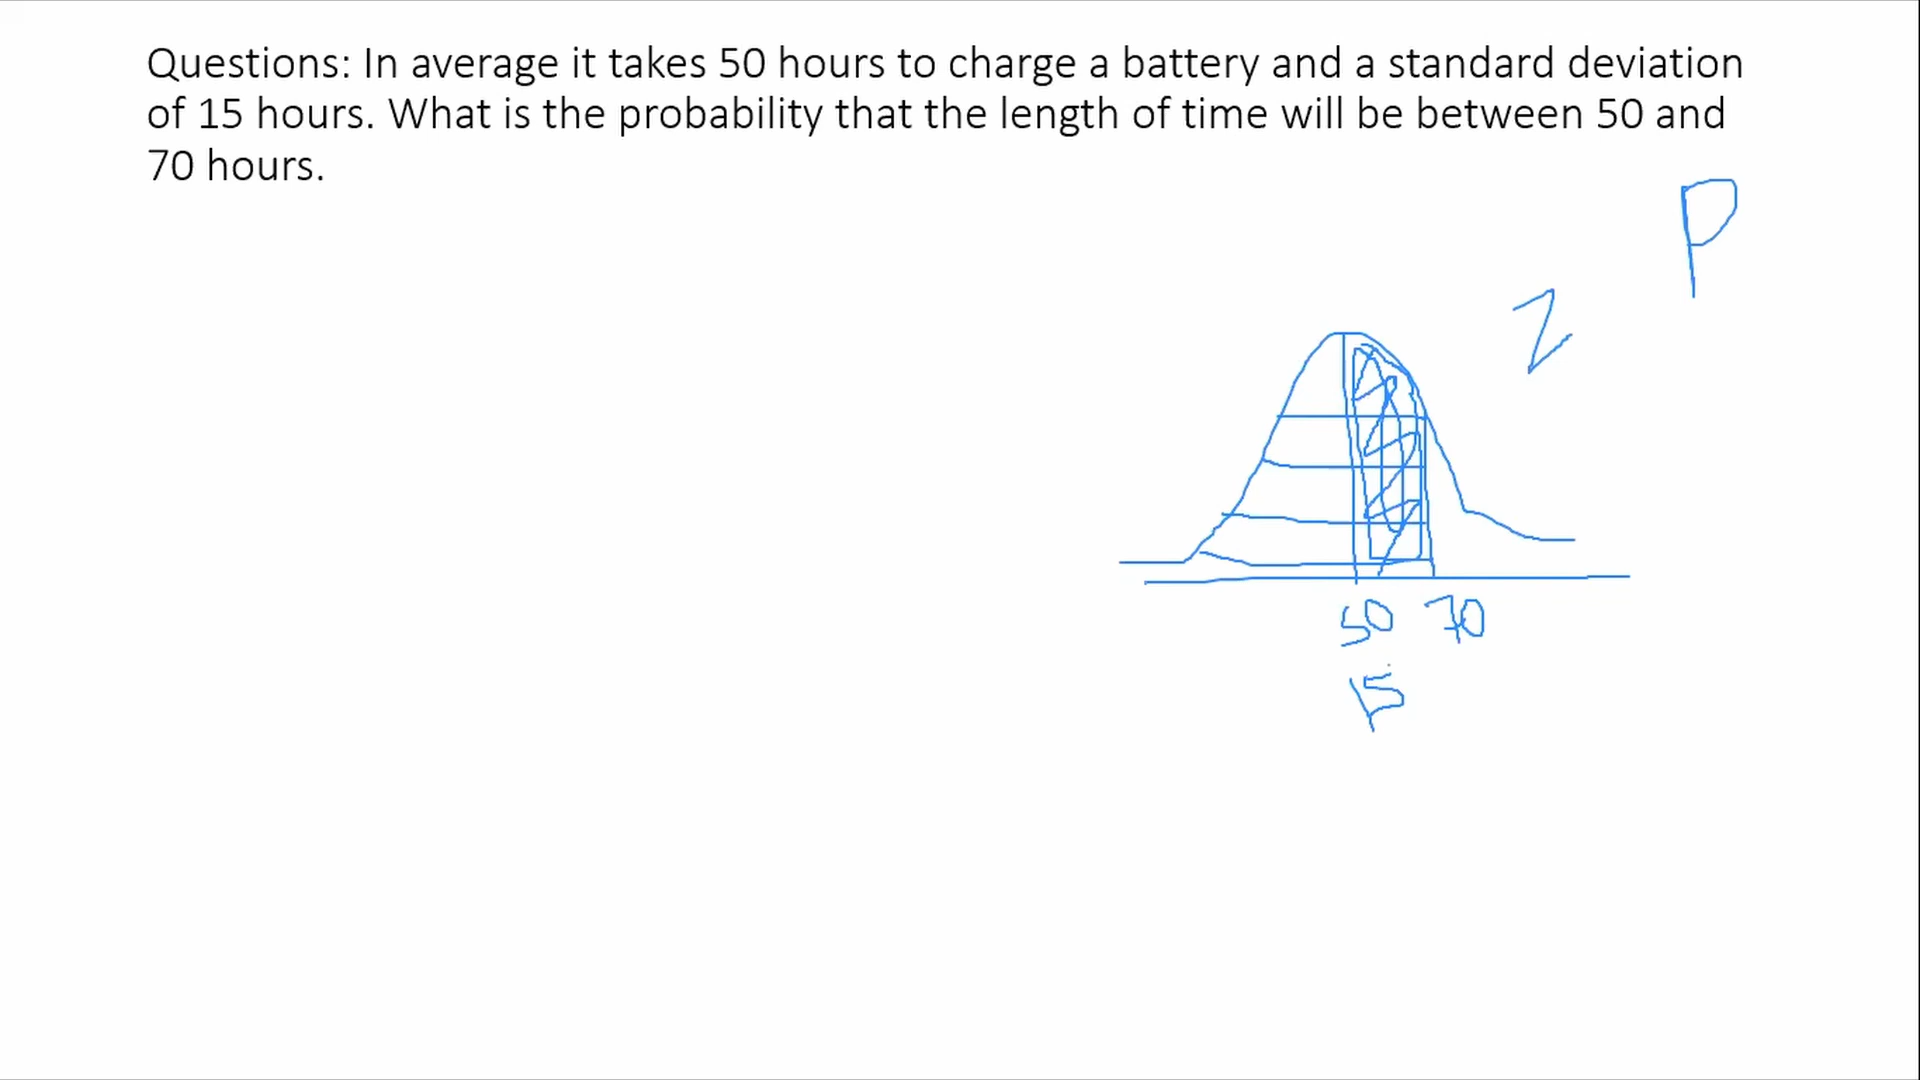 Questions: In average it takes 50 hours to charge a battery and a standard deviation
of 15 hours. What is the probability that the length of time will be between 50 and
70 hours.
P
Z
50 70
15